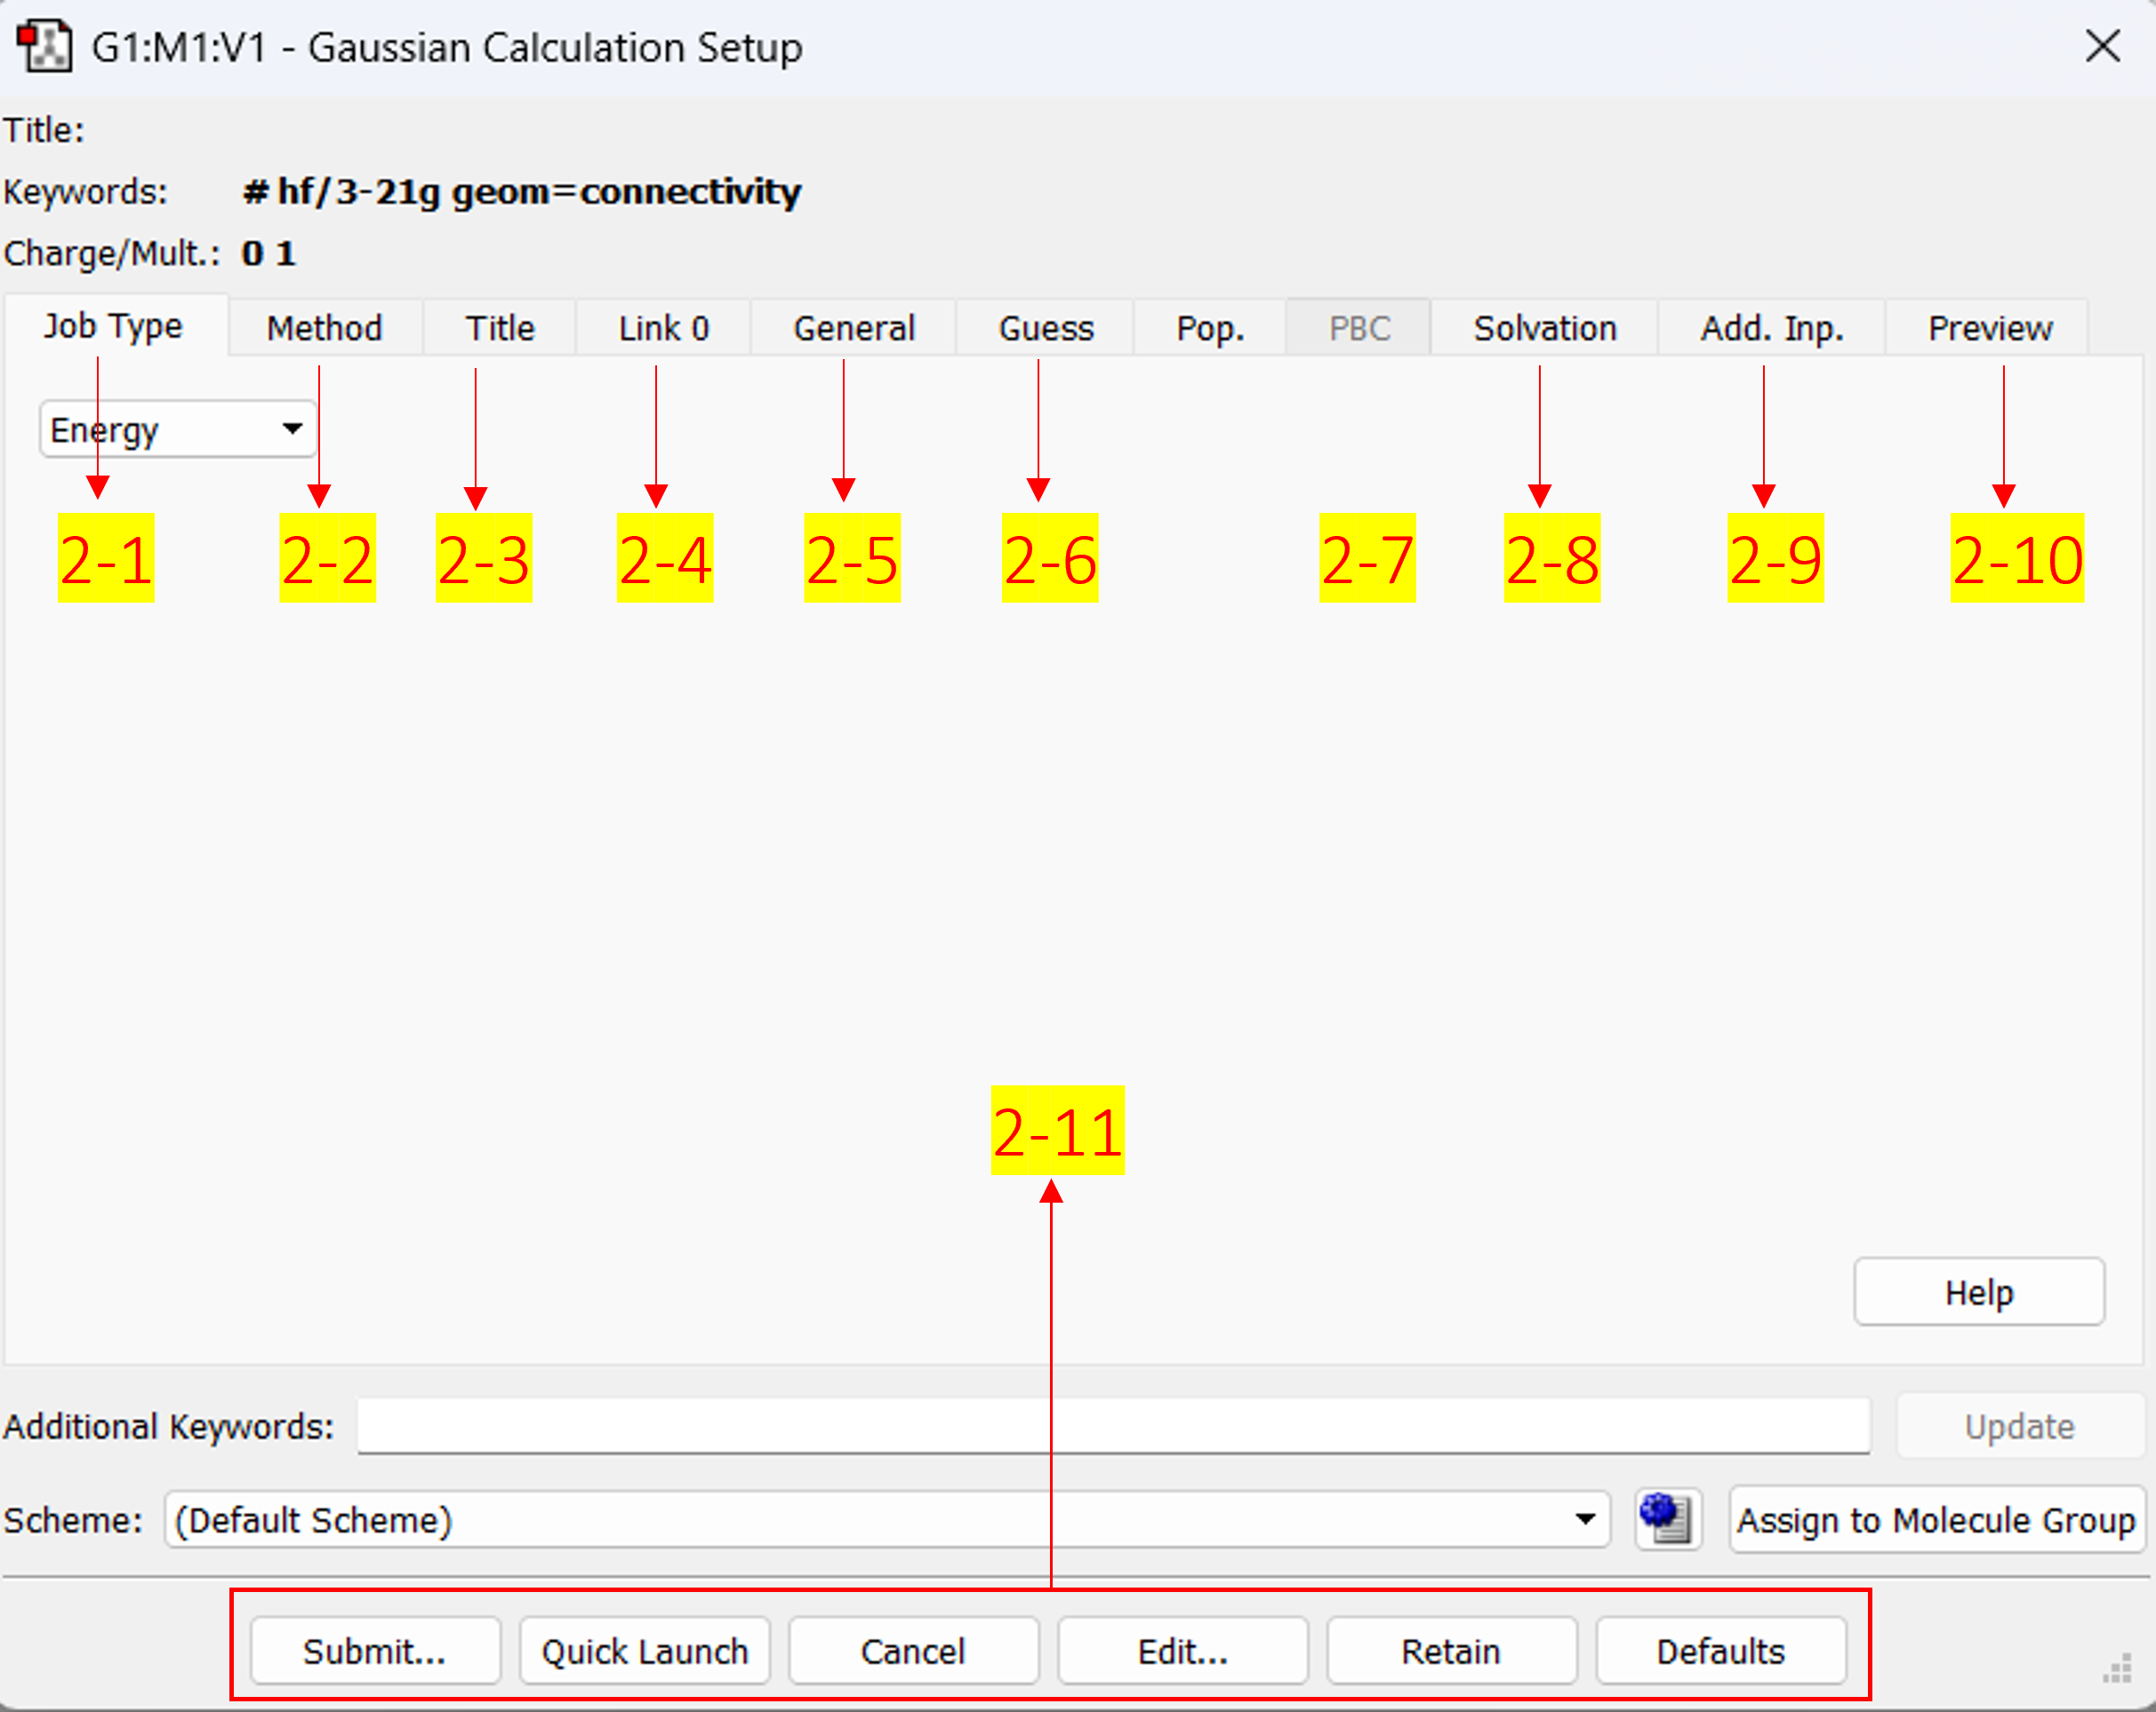 G1:M1:V1 - Gaussian Calculation Setup
Title:
Keywords: # hf/3-21g geom=connectivity
Charge/Mult.: 0 1
Job Type Method Title Link 0 General Guess Pop. PBC Solvation Add. Inp. Preview
Energy
2-1 2-2 2-3 2-4 2-5 2-6 2-7 2-8 2-9 2-10
2-11
Help
Additional Keywords: Update
Scheme: (Default Scheme) Assign to Molecule Group
Submit... Quick Launch Cancel Edit... Retain Defaults